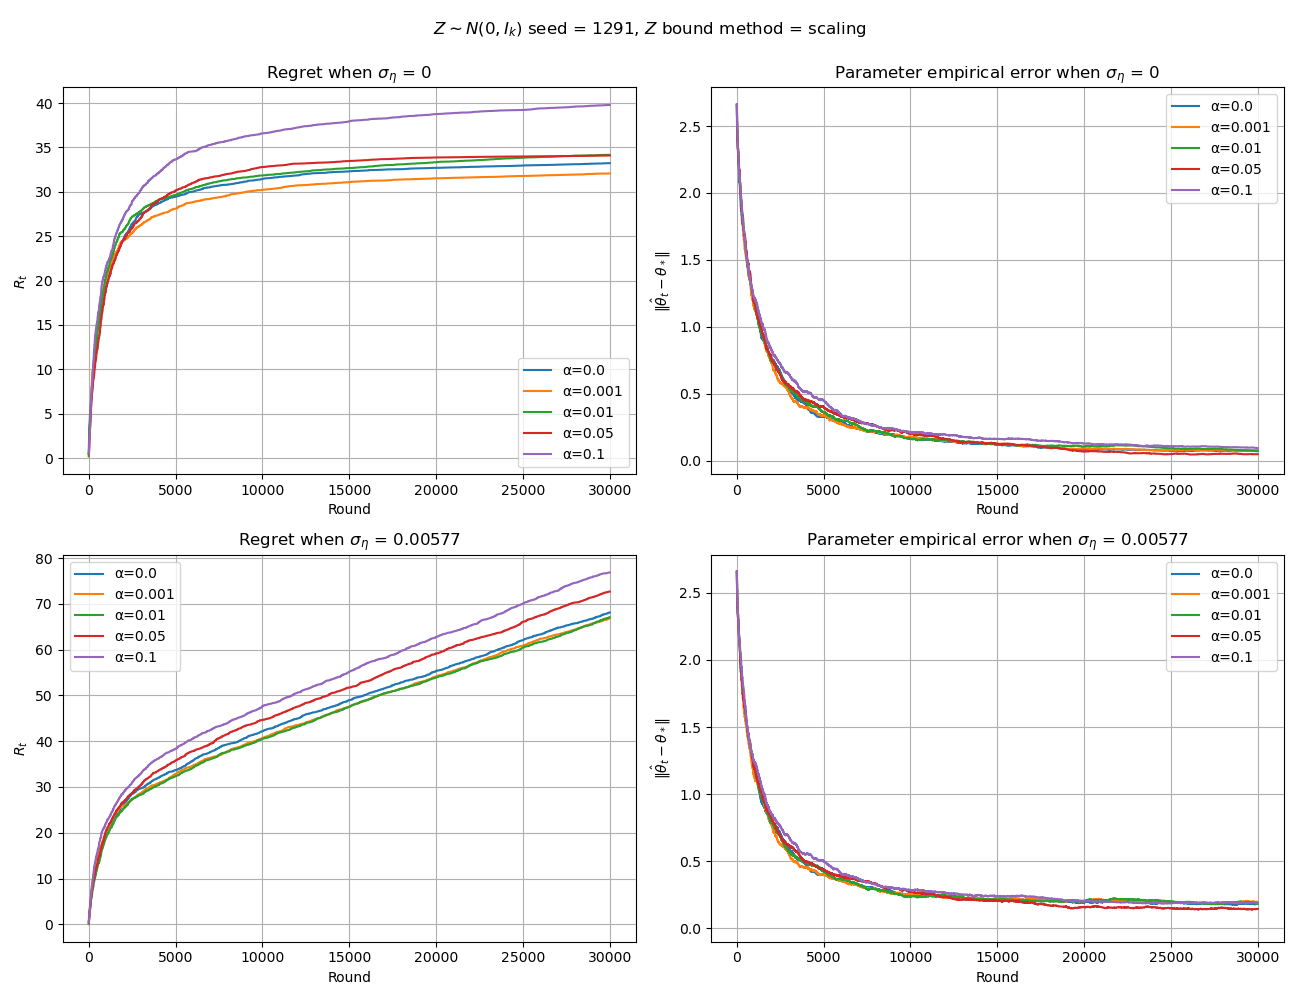 Z ~ N(0, I_k) seed = 1291, Z bound method = scaling
Regret when σ_η = 0
40
35
30
25
20
15
10
5
0
R_t
0 5000 10000 15000 20000 25000 30000
Round
α=0.0
α=0.001
α=0.01
α=0.05
α=0.1
Parameter empirical error when σ_η = 0
2.5
2.0
1.5
1.0
0.5
0.0
‖θ̂_t − θ_*‖
0 5000 10000 15000 20000 25000 30000
Round
α=0.0
α=0.001
α=0.01
α=0.05
α=0.1
Regret when σ_η = 0.00577
80
70
60
50
40
30
20
10
0
R_t
0 5000 10000 15000 20000 25000 30000
Round
α=0.0
α=0.001
α=0.01
α=0.05
α=0.1
Parameter empirical error when σ_η = 0.00577
2.5
2.0
1.5
1.0
0.5
0.0
‖θ̂_t − θ_*‖
0 5000 10000 15000 20000 25000 30000
Round
α=0.0
α=0.001
α=0.01
α=0.05
α=0.1